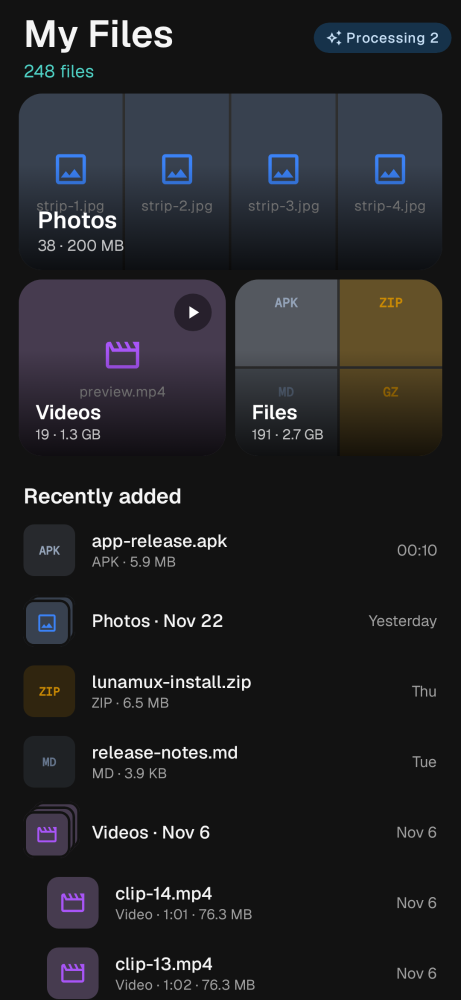 My Files
Processing 2
248 files
strip-1.jpg
strip-2.jpg
strip-3.jpg
strip-4.jpg
Photos
38 · 200 MB
preview.mp4
Videos
19 · 1.3 GB
APK
ZIP
MD
GZ
Files
191 · 2.7 GB
Recently added
APK
app-release.apk
00:10
APK · 5.9 MB
Photos · Nov 22
Yesterday
ZIP
lunamux-install.zip
Thu
ZIP · 6.5 MB
MD
release-notes.md
Tue
MD · 3.9 KB
Videos · Nov 6
Nov 6
clip-14.mp4
Nov 6
Video · 1:01 · 76.3 MB
clip-13.mp4
Nov 6
Video · 1:02 · 76.3 MB